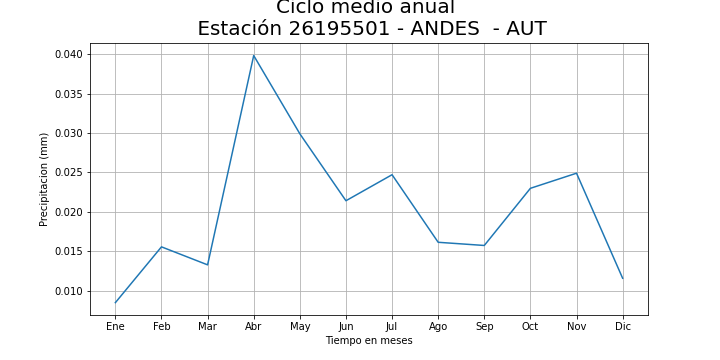 Ciclo medio anual
Estación 26195501 - ANDES  - AUT
0.040
0.035
0.030
0.025
0.020
0.015
0.010
Precipitacion (mm)
Ene Feb Mar Abr May Jun Jul Ago Sep Oct Nov Dic
Tiempo en meses